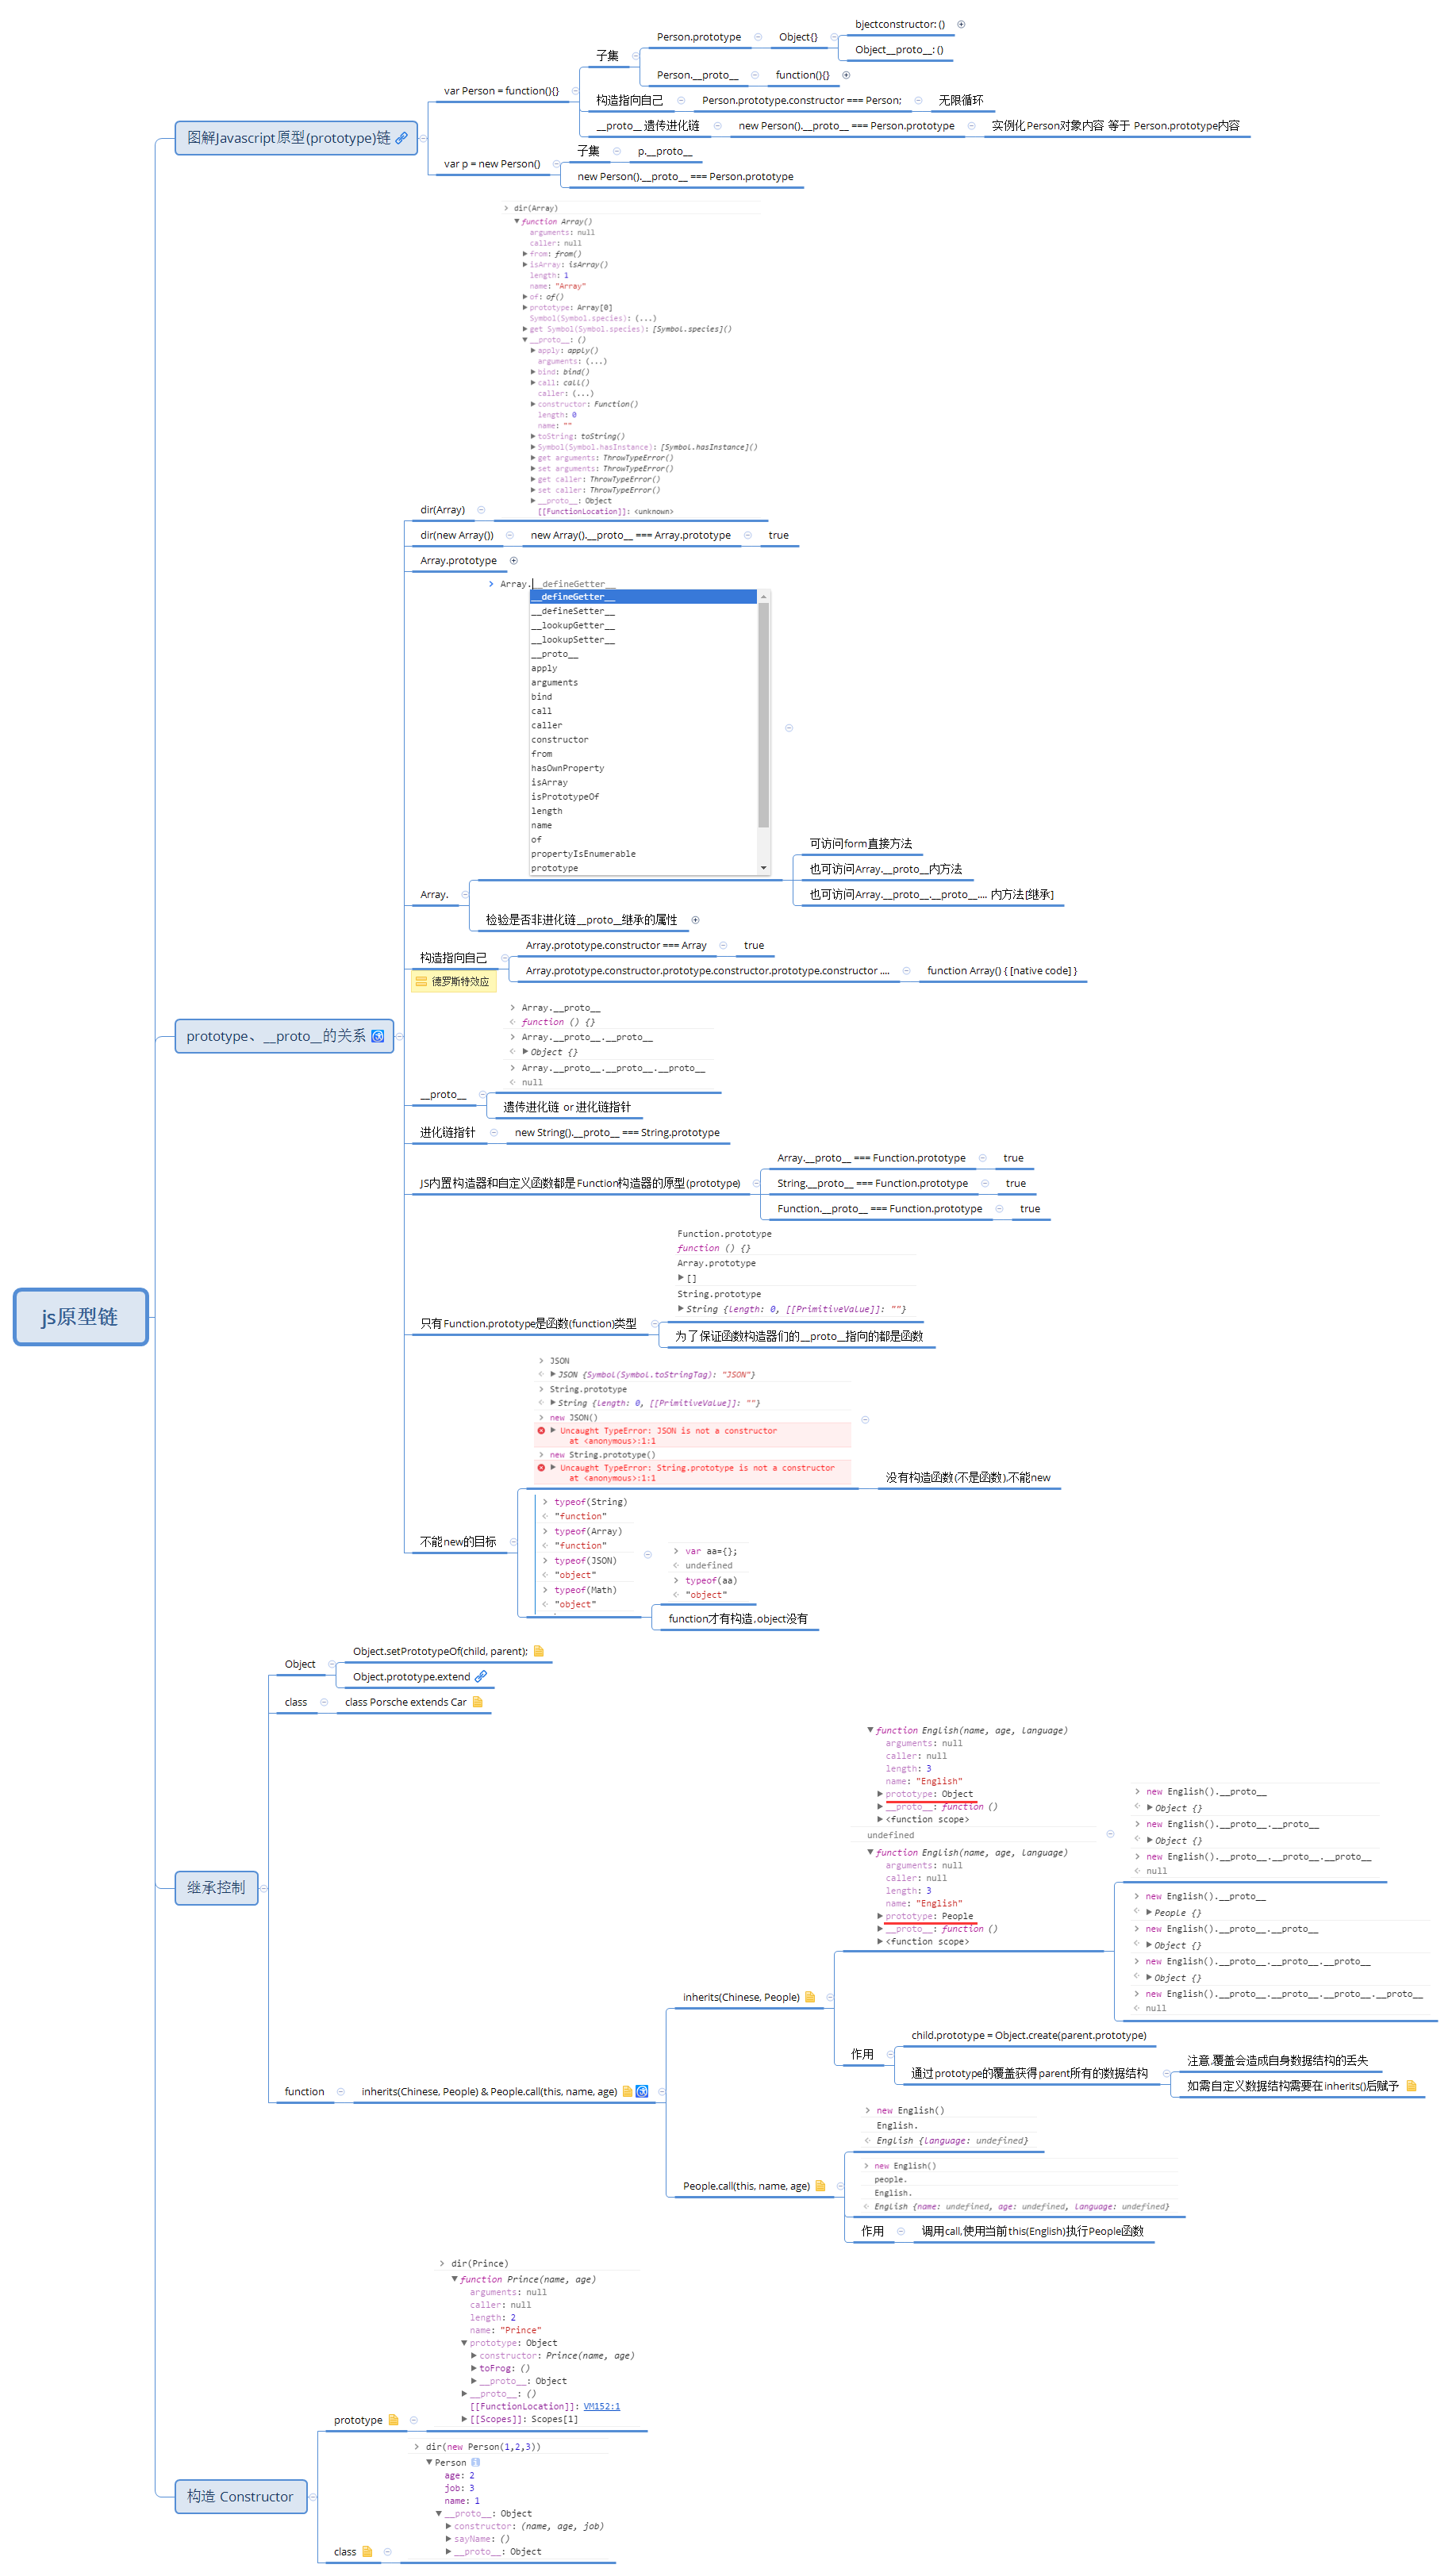 js原型链
图解Javascript原型(prototype)链
var Person = function(){}
子集
Person.prototype
Object{}
bjectconstructor: ()
Object__proto__: ()
Person.__proto__
function(){}
构造指向自己
Person.prototype.constructor === Person;
无限循环
__proto__ 遗传进化链
new Person().__proto__ === Person.prototype
实例化Person对象内容 等于 Person.prototype内容
var p = new Person()
子集
p.__proto__
new Person().__proto__ === Person.prototype
prototype、__proto__的关系
dir(Array)
dir(Array)
function Array()
arguments: null
caller: null
from: from()
isArray: isArray()
length: 1
name: "Array"
of: of()
prototype: Array[0]
Symbol(Symbol.species): (...)
get Symbol(Symbol.species): [Symbol.species]()
__proto__: ()
apply: apply()
arguments: (...)
bind: bind()
call: call()
caller: (...)
constructor: Function()
length: 0
name: ""
toString: toString()
Symbol(Symbol.hasInstance): [Symbol.hasInstance]()
get arguments: ThrowTypeError()
set arguments: ThrowTypeError()
get caller: ThrowTypeError()
set caller: ThrowTypeError()
__proto__: Object
[[FunctionLocation]]: <unknown>
dir(new Array())
new Array().__proto__ === Array.prototype
true
Array.prototype
Array.
Array.__defineGetter__
__defineGetter__
__defineSetter__
__lookupGetter__
__lookupSetter__
__proto__
apply
arguments
bind
call
caller
constructor
from
hasOwnProperty
isArray
isPrototypeOf
length
name
of
propertyIsEnumerable
prototype
可访问form直接方法
也可访问Array.__proto__内方法
也可访问Array.__proto__.__proto__.... 内方法[继承]
检验是否非进化链__proto__继承的属性
构造指向自己
德罗斯特效应
Array.prototype.constructor === Array
true
Array.prototype.constructor.prototype.constructor.prototype.constructor ....
function Array() { [native code] }
__proto__
Array.__proto__
function () {}
Array.__proto__.__proto__
Object {}
Array.__proto__.__proto__.__proto__
null
遗传进化链 or 进化链指针
进化链指针
new String().__proto__ === String.prototype
JS内置构造器和自定义函数都是Function构造器的原型(prototype)
Array.__proto__ === Function.prototype
true
String.__proto__ === Function.prototype
true
Function.__proto__ === Function.prototype
true
只有Function.prototype是函数(function)类型
Function.prototype
function () {}
Array.prototype
[]
String.prototype
String {length: 0, [[PrimitiveValue]]: ""}
为了保证函数构造器们的__proto__指向的都是函数
不能new的目标
JSON
JSON {Symbol(Symbol.toStringTag): "JSON"}
String.prototype
String {length: 0, [[PrimitiveValue]]: ""}
new JSON()
Uncaught TypeError: JSON is not a constructor
at <anonymous>:1:1
new String.prototype()
Uncaught TypeError: String.prototype is not a constructor
at <anonymous>:1:1
没有构造函数(不是函数),不能new
typeof(String)
"function"
typeof(Array)
"function"
typeof(JSON)
"object"
typeof(Math)
"object"
var aa={};
undefined
typeof(aa)
"object"
function才有构造,object没有
继承控制
Object
Object.setPrototypeOf(child, parent);
Object.prototype.extend
class
class Porsche extends Car
function
inherits(Chinese, People) & People.call(this, name, age)
inherits(Chinese, People)
function English(name, age, language)
arguments: null
caller: null
length: 3
name: "English"
prototype: Object
__proto__: function ()
<function scope>
undefined
function English(name, age, language)
arguments: null
caller: null
length: 3
name: "English"
prototype: People
__proto__: function ()
<function scope>
new English().__proto__
Object {}
new English().__proto__.__proto__
Object {}
new English().__proto__.__proto__.__proto__
null
new English().__proto__
People {}
new English().__proto__.__proto__
Object {}
new English().__proto__.__proto__.__proto__
Object {}
new English().__proto__.__proto__.__proto__.__proto__
null
作用
child.prototype = Object.create(parent.prototype)
通过prototype的覆盖获得parent所有的数据结构
注意,覆盖会造成自身数据结构的丢失
如需自定义数据结构需要在inherits()后赋予
People.call(this, name, age)
new English()
English.
English {language: undefined}
new English()
people.
English.
English {name: undefined, age: undefined, language: undefined}
作用
调用call,使用当前this(English)执行People函数
构造 Constructor
prototype
dir(Prince)
function Prince(name, age)
arguments: null
caller: null
length: 2
name: "Prince"
prototype: Object
constructor: Prince(name, age)
toFrog: ()
__proto__: Object
__proto__: ()
[[FunctionLocation]]: VM152:1
[[Scopes]]: Scopes[1]
class
dir(new Person(1,2,3))
Person
age: 2
job: 3
name: 1
__proto__: Object
constructor: (name, age, job)
sayName: ()
__proto__: Object